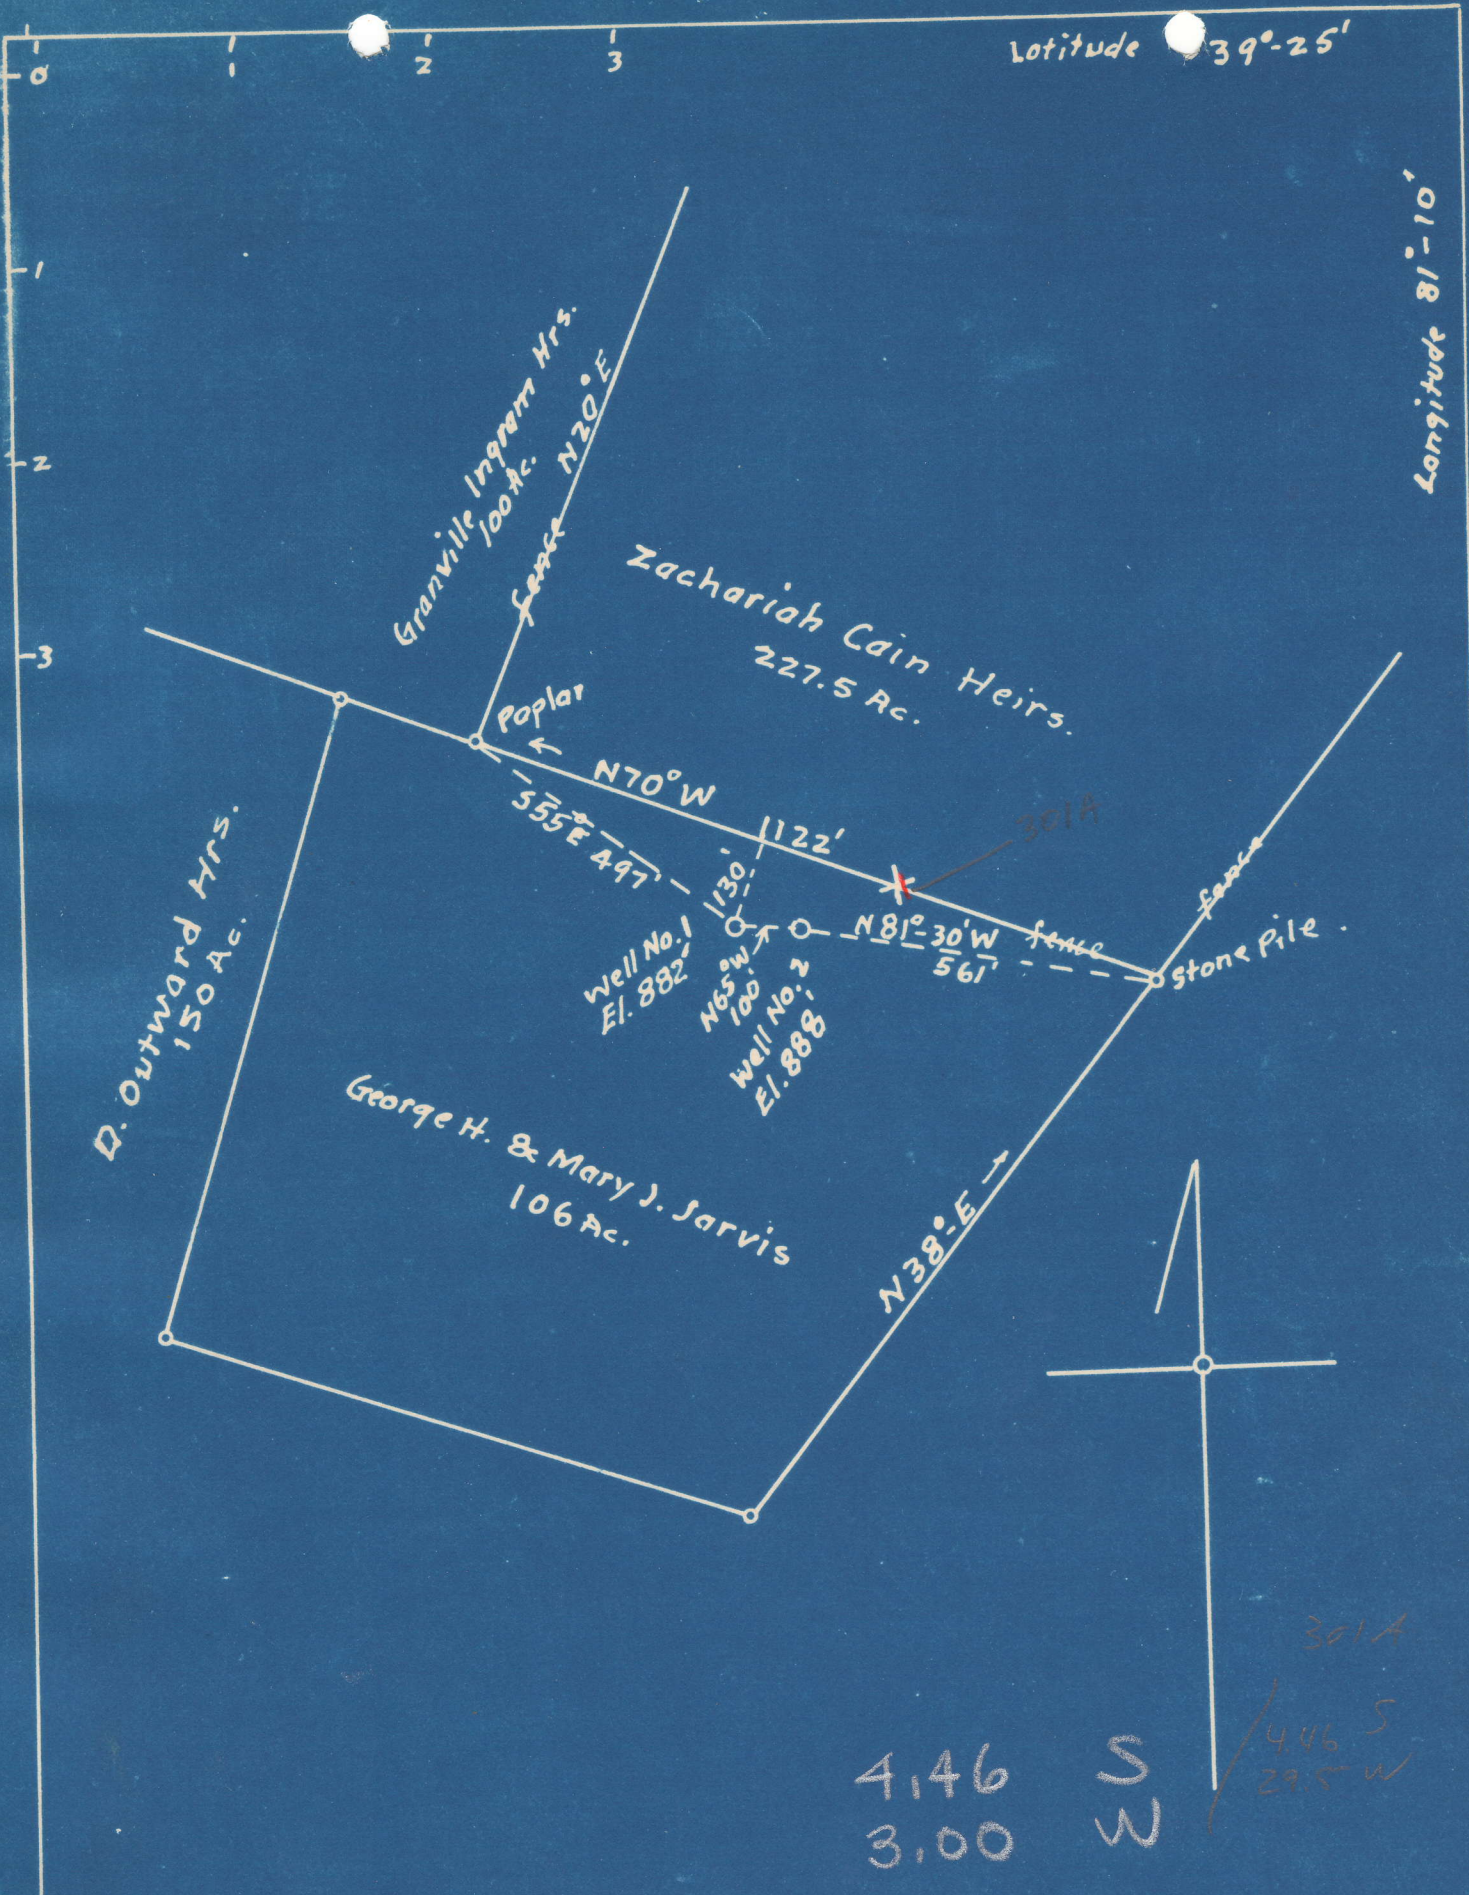 Lotitude 39°-25'
0
1
2
3
1
2
3
Longitude 81°-10'
Granville Ingram Hrs.
100 Ac.
fence N20°E
Zachariah Cain Heirs.
227.5 Ac.
Poplar
N70°W
1122'
S55°E 497'
130'
301A
N81°-30'W
561'
fence
fence
Stone pile.
Well No.1
El. 882'
N65°W
100'
Well No. 2
El. 888'
D. Outward Hrs.
150 Ac.
George H. & Mary J. Jarvis
106 Ac.
N38°-E
301A
4.46 S
29.5 W
4.46 S
3.00 W